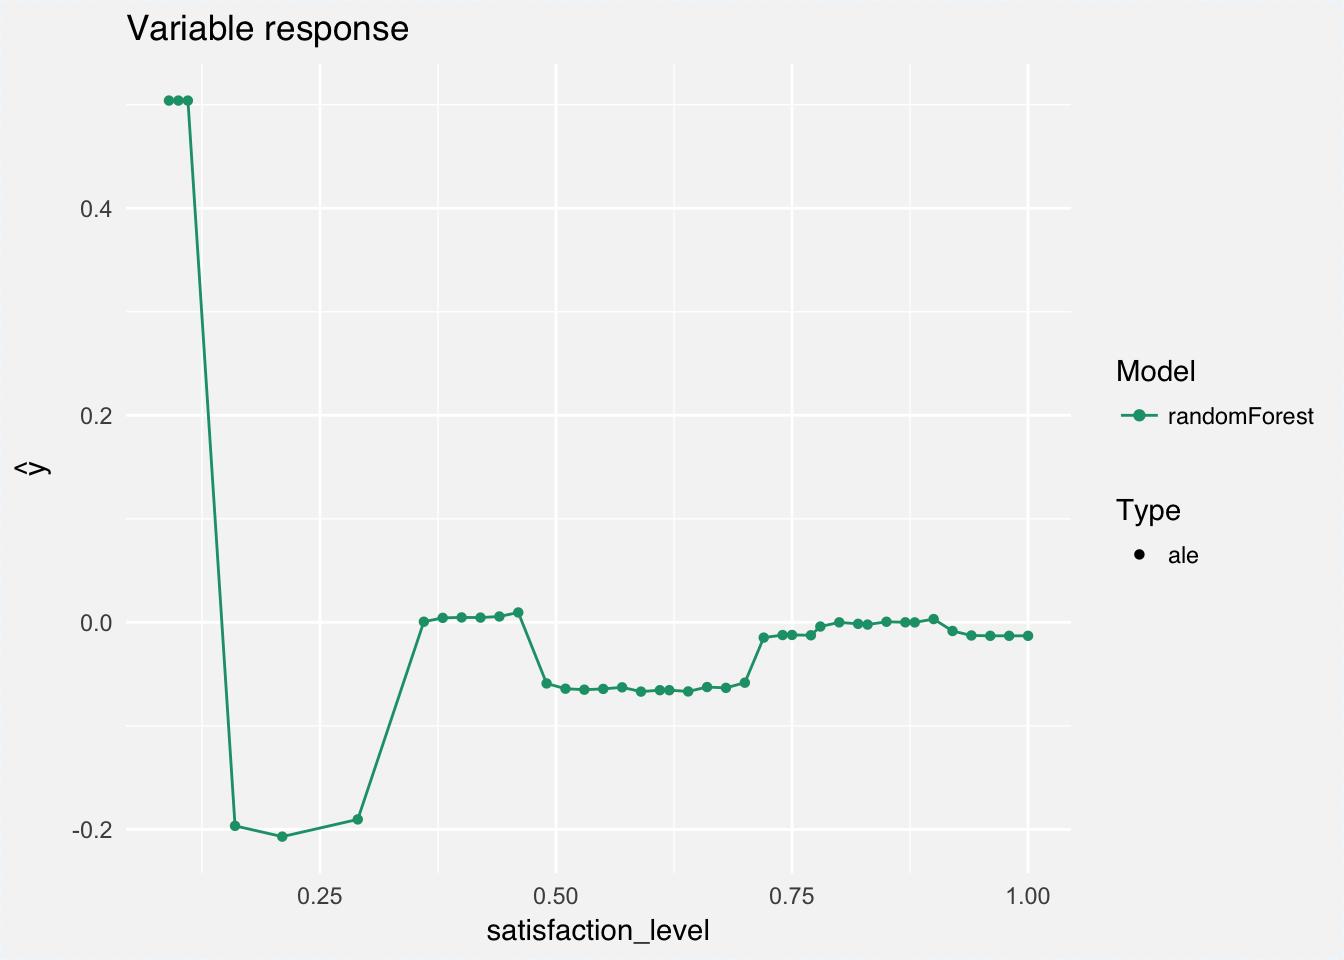 Variable response
0.4
0.2
0.0
-0.2
ŷ
0.25 0.50 0.75 1.00
satisfaction_level
Model
randomForest
Type
ale